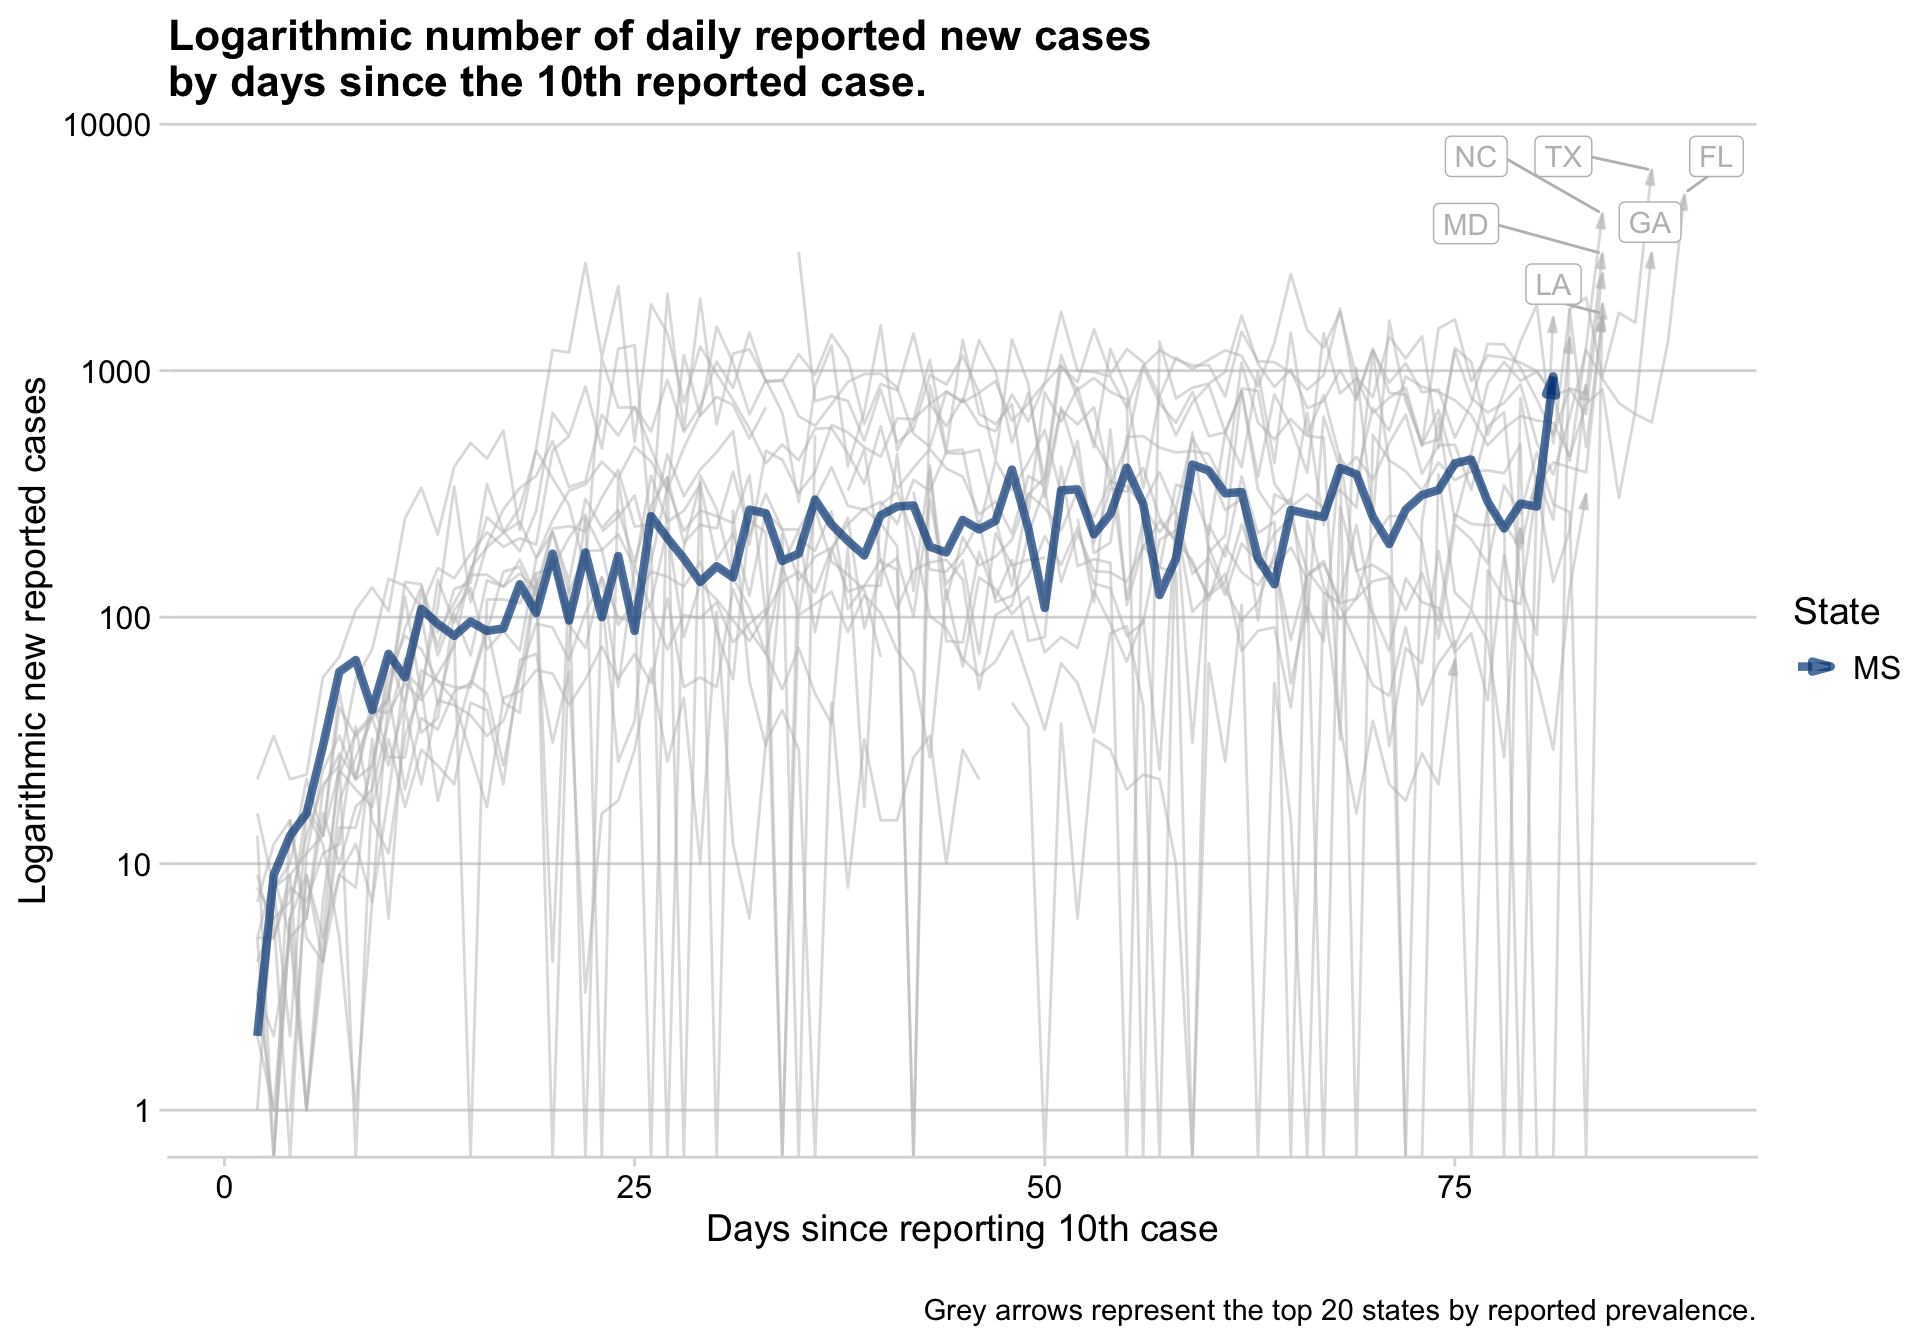 Logarithmic number of daily reported new cases
by days since the 10th reported case.
10000
1000
100
10
1
Logarithmic new reported cases
NC
TX
FL
MD
GA
LA
State
MS
0
25
50
75
Days since reporting 10th case
Grey arrows represent the top 20 states by reported prevalence.